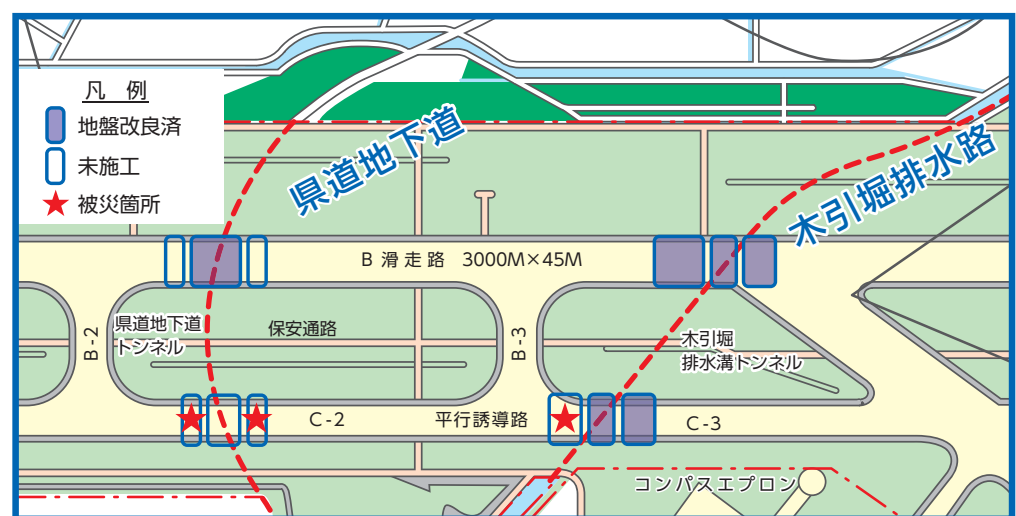 凡 例
地盤改良済
未施工
被災箇所
県道地下道
木引堀排水路
B 滑走路 3000M×45M
B-2
県道地下道
トンネル
保安通路
B-3
木引堀
排水溝トンネル
C-2
平行誘導路
C-3
コンパスエプロン